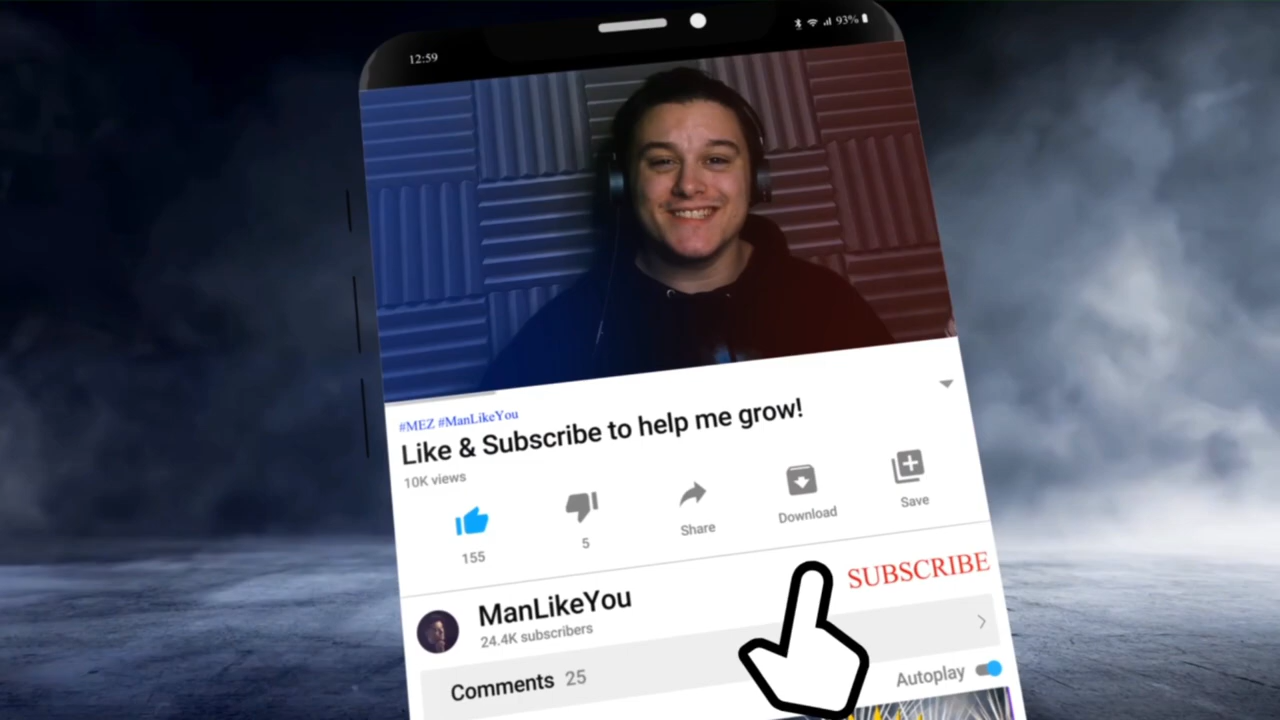 12:59
93%
#MEZ #ManLikeYou
Like & Subscribe to help me grow!
10K views
155
5
Share
Download
Save
ManLikeYou
24.4K subscribers
SUBSCRIBE
Comments 25
Autoplay